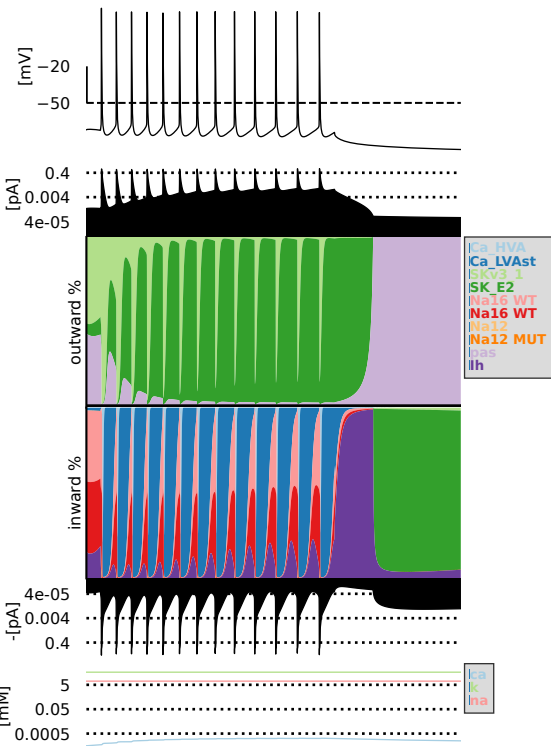 [mV]
−20
−50
[pA]
0.4
0.004
4e-05
outward %
Ca_HVA
Ca_LVAst
SKv3_1
SK_E2
Na16 WT
Na16 WT
Na12
Na12 MUT
pas
Ih
inward %
-[pA]
4e-05
0.004
0.4
[mM]
5
0.05
0.0005
ca
k
na